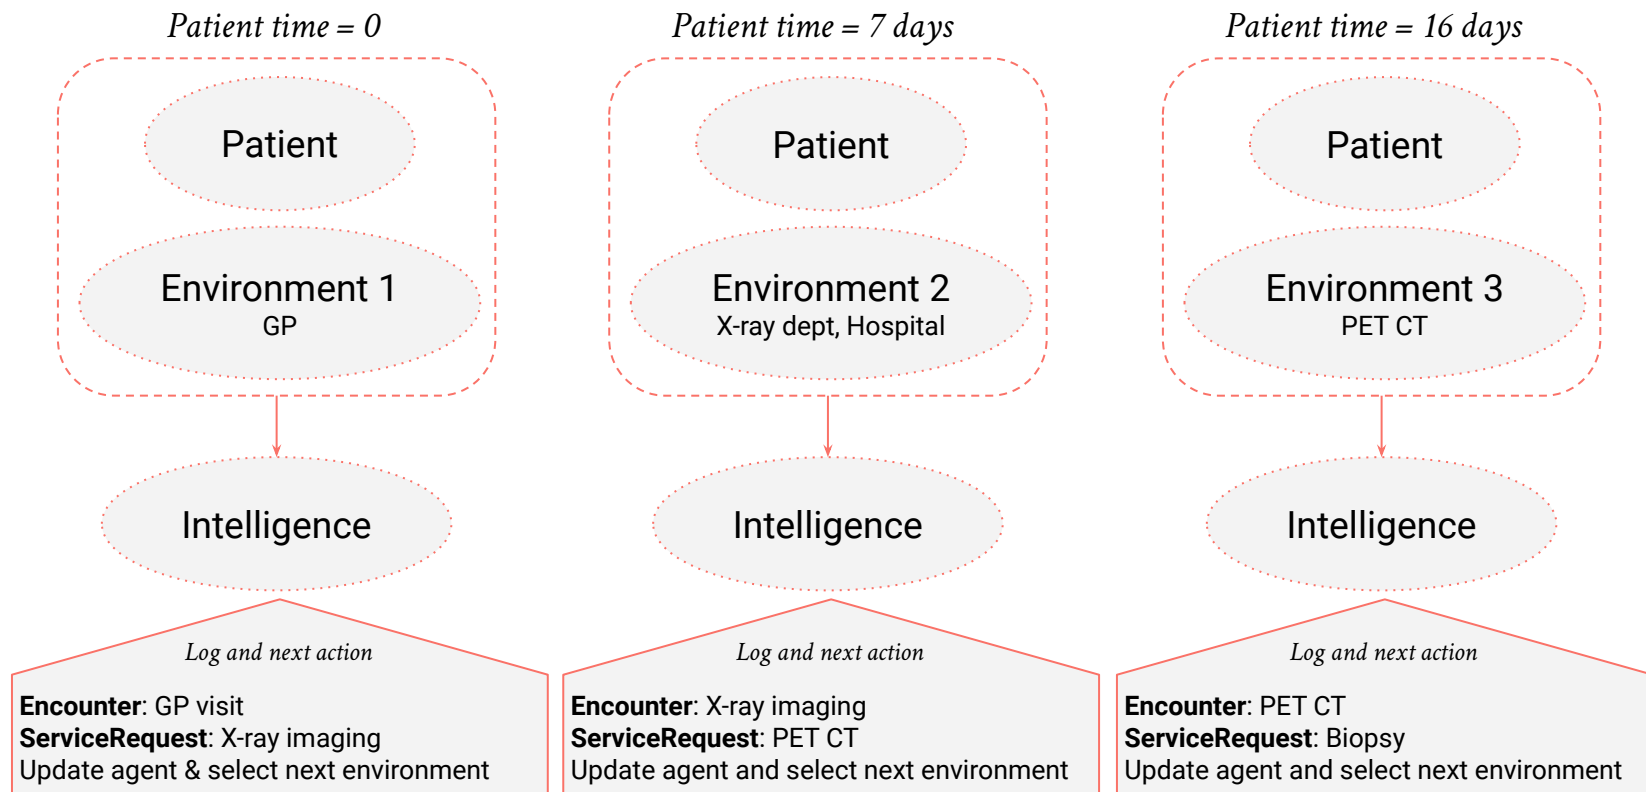 Patient time = 0
Patient
Environment 1
GP
Intelligence
Log and next action
Encounter: GP visit
ServiceRequest: X-ray imaging
Update agent & select next environment
Patient time = 7 days
Patient
Environment 2
X-ray dept, Hospital
Intelligence
Log and next action
Encounter: X-ray imaging
ServiceRequest: PET CT
Update agent and select next environment
Patient time = 16 days
Patient
Environment 3
PET CT
Intelligence
Log and next action
Encounter: PET CT
ServiceRequest: Biopsy
Update agent and select next environment